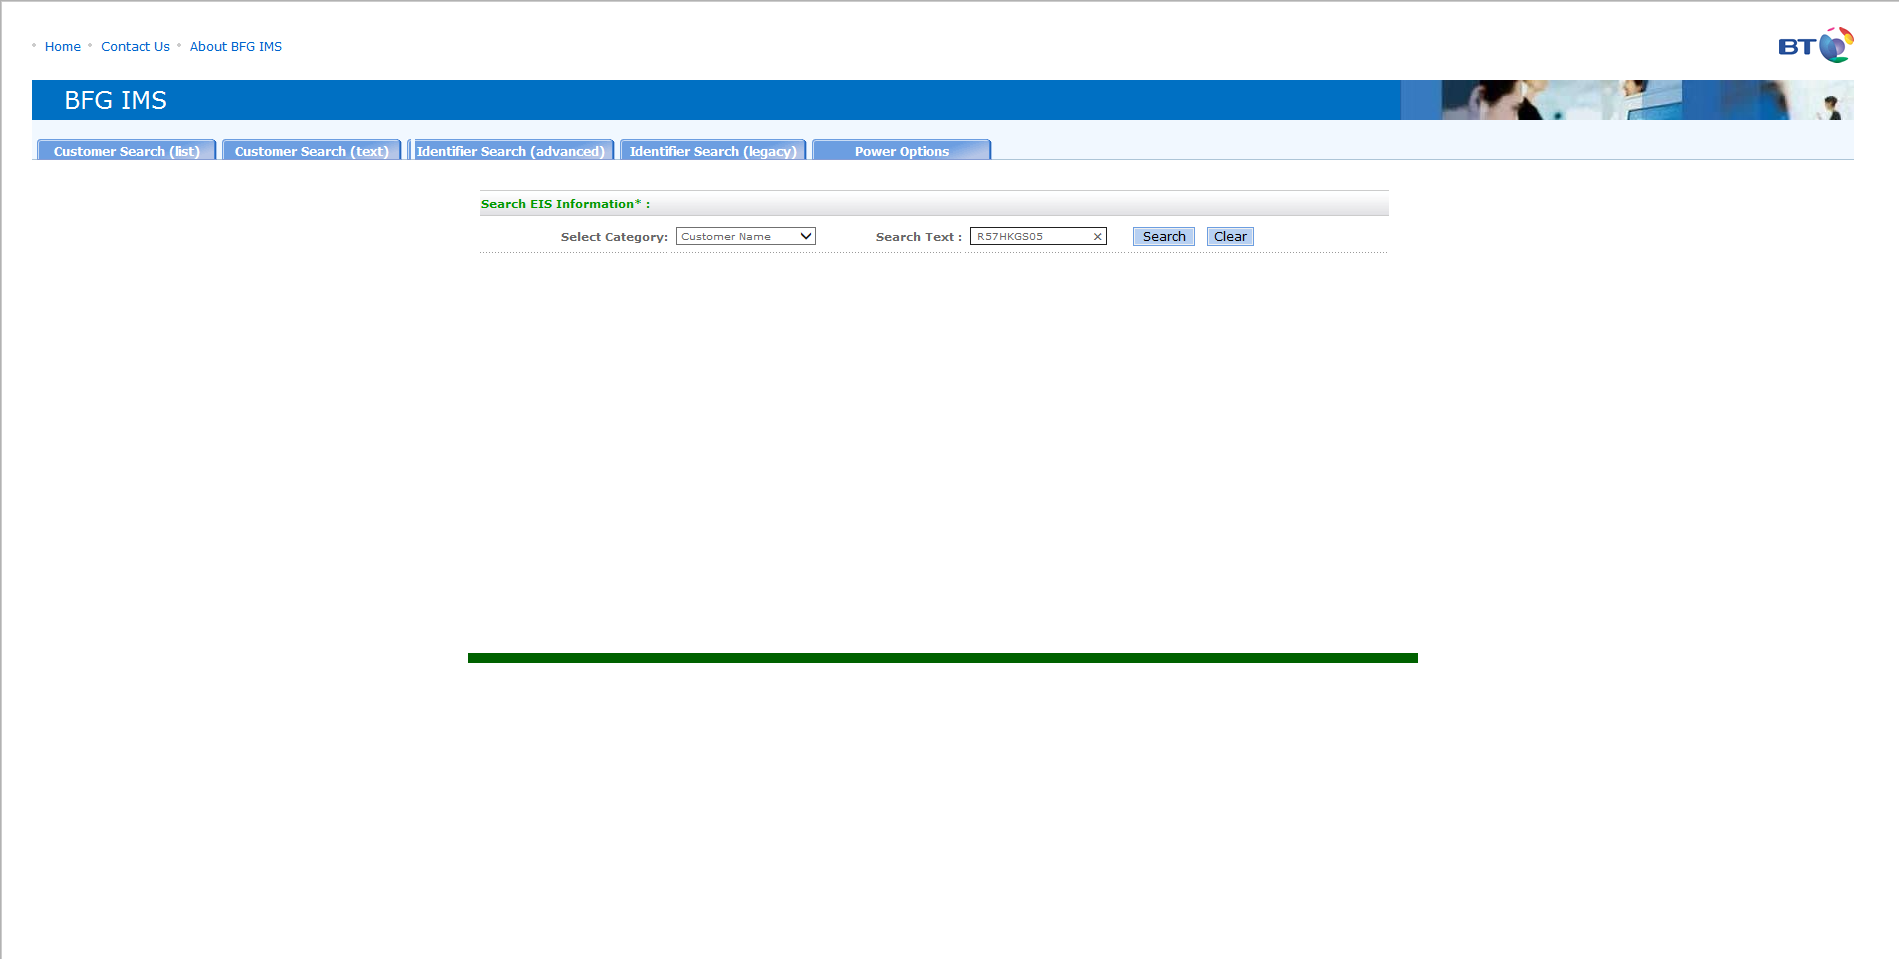 Home Contact Us About BFG IMS
BT
BFG IMS
Customer Search (list) Customer Search (text) Identifier Search (advanced) Identifier Search (legacy) Power Options
Search EIS Information* :
Select Category: Customer Name Search Text : R57HKGS05 Search Clear